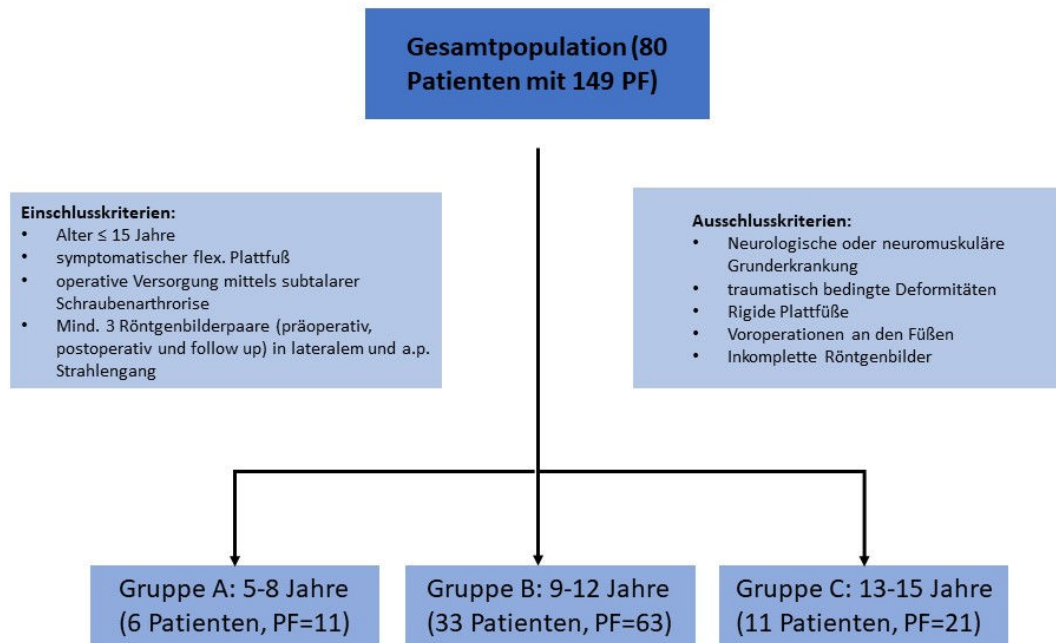 Gesamtpopulation (80
Patienten mit 149 PF)
Einschlusskriterien:
• Alter ≤ 15 Jahre
• symptomatischer flex. Plattfuß
• operative Versorgung mittels subtalarer
Schraubenarthrorise
• Mind. 3 Röntgenbilderpaare (präoperativ,
postoperativ und follow up) in lateralem und a.p.
Strahlengang
Ausschlusskriterien:
• Neurologische oder neuromuskuläre
Grunderkrankung
• traumatisch bedingte Deformitäten
• Rigide Plattfüße
• Voroperationen an den Füßen
• Inkomplette Röntgenbilder
Gruppe A: 5-8 Jahre
(6 Patienten, PF=11)
Gruppe B: 9-12 Jahre
(33 Patienten, PF=63)
Gruppe C: 13-15 Jahre
(11 Patienten, PF=21)